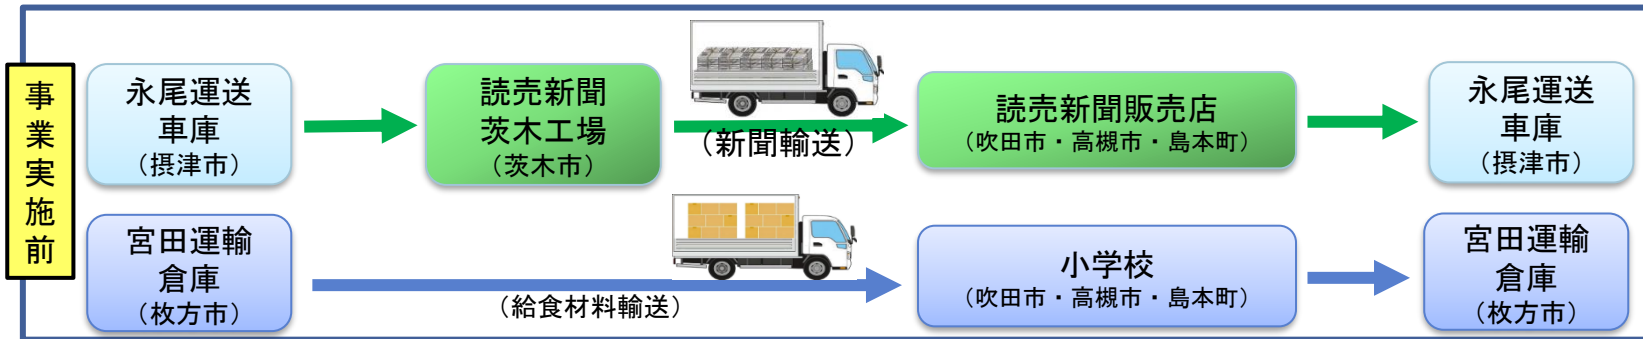 事業実施前
永尾運送
車庫
（摂津市）
読売新聞
茨木工場
（茨木市）
（新聞輸送）
読売新聞販売店
（吹田市・高槻市・島本町）
永尾運送
車庫
（摂津市）
宮田運輸
倉庫
（枚方市）
（給食材料輸送）
小学校
（吹田市・高槻市・島本町）
宮田運輸
倉庫
（枚方市）